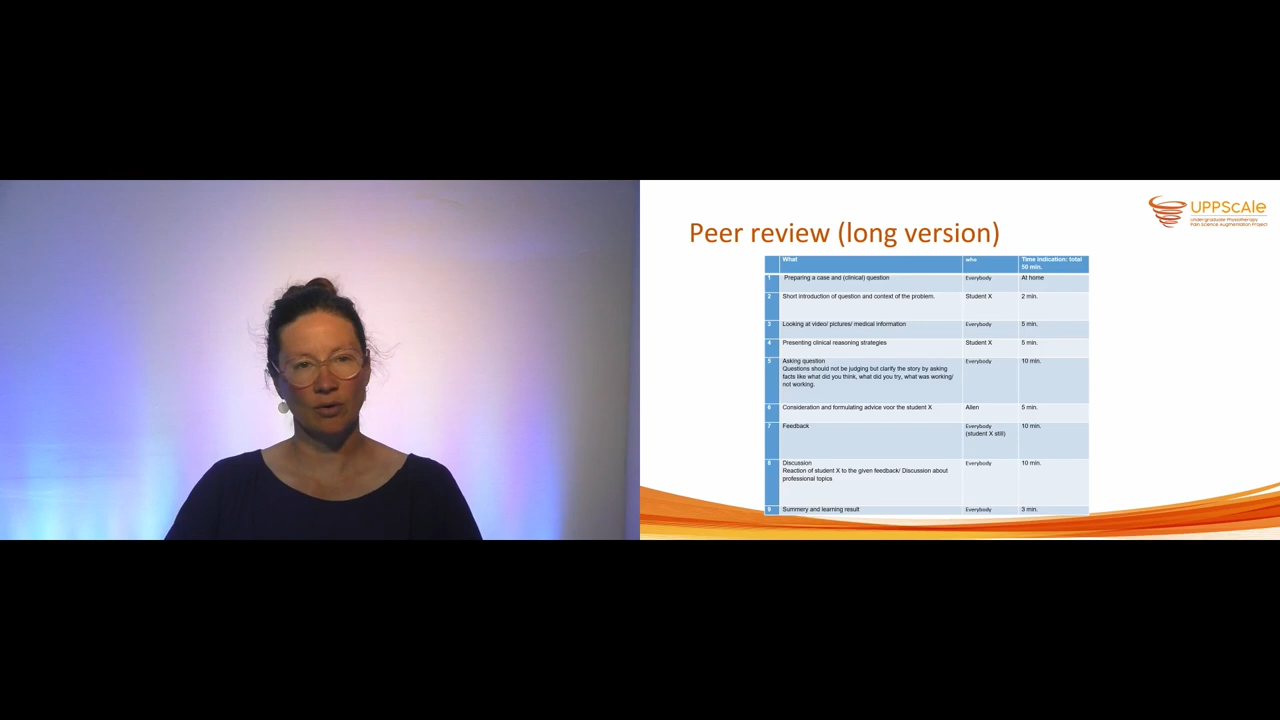 UPPSCALE
Undergraduate Physiotherapy
Pain Science Augmentation Project
Peer review (long version)
What who Time indication: total
50 min.
1 Preparing a case and (clinical) question Everybody At home
2 Short introduction of question and context of the problem. Student X 2 min.
3 Looking at video/ pictures/ medical information Everybody 5 min.
4 Presenting clinical reasoning strategies Student X 5 min.
5 Asking question Everybody 10 min.
Questions should not be judging but clarify the story by asking
facts like what did you think, what did you try, what was working/
not working.
6 Consideration and formulating advice voor the student X Allen 5 min.
7 Feedback Everybody 10 min.
(student X still)
8 Discussion Everybody 10 min.
Reaction of student X to the given feedback/ Discussion about
professional topics
9 Summery and learning result Everybody 3 min.